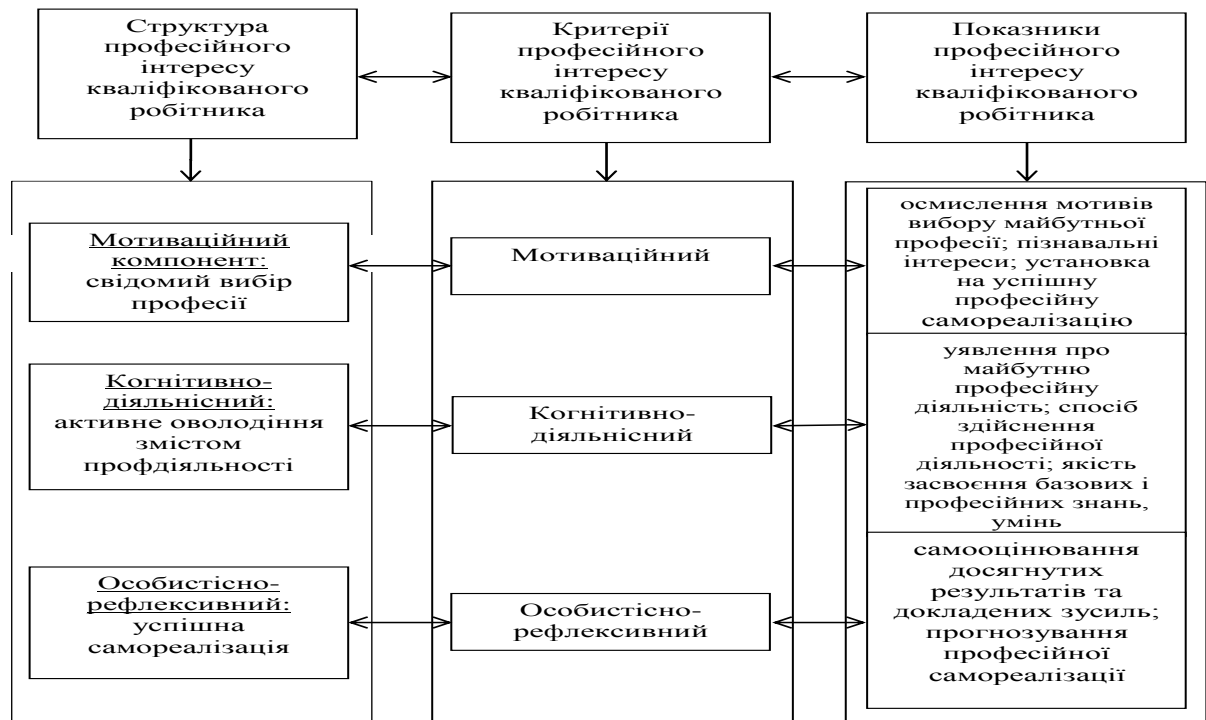 Структура
професійного
інтересу
кваліфікованого
робітника
Критерії
професійного
інтересу
кваліфікованого
робітника
Показники
професійного
інтересу
кваліфікованого
робітника
Мотиваційний
компонент:
свідомий вибір
професії
Мотиваційний
осмислення мотивів
вибору майбутньої
професії; пізнавальні
інтереси; установка
на успішну
професійну
самореалізацію
Когнітивно-
діяльнісний:
активне оволодіння
змістом
профдіяльності
Когнітивно-
діяльнісний
уявлення про
майбутню
професійну
діяльність; спосіб
здійснення
професійної
діяльності; якість
засвоєння базових і
професійних знань,
умінь
Особистісно-
рефлексивний:
успішна
самореалізація
Особистісно-
рефлексивний
самооцінювання
досягнутих
результатів та
докладених зусиль;
прогнозування
професійної
самореалізації